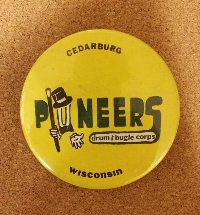 CEDARBURG
PIONEERS
drum & bugle corps
Wisconsin